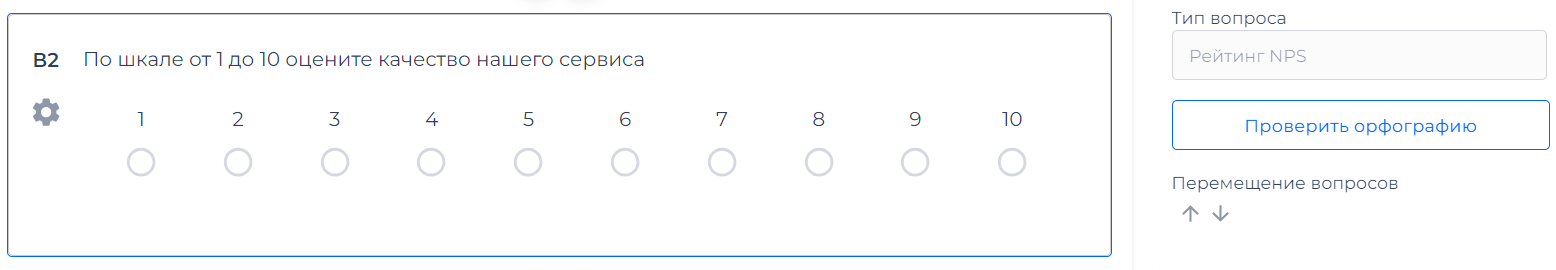 В2 По шкале от 1 до 10 оцените качество нашего сервиса
1 2 3 4 5 6 7 8 9 10
Тип вопроса
Рейтинг NPS
Проверить орфографию
Перемещение вопросов